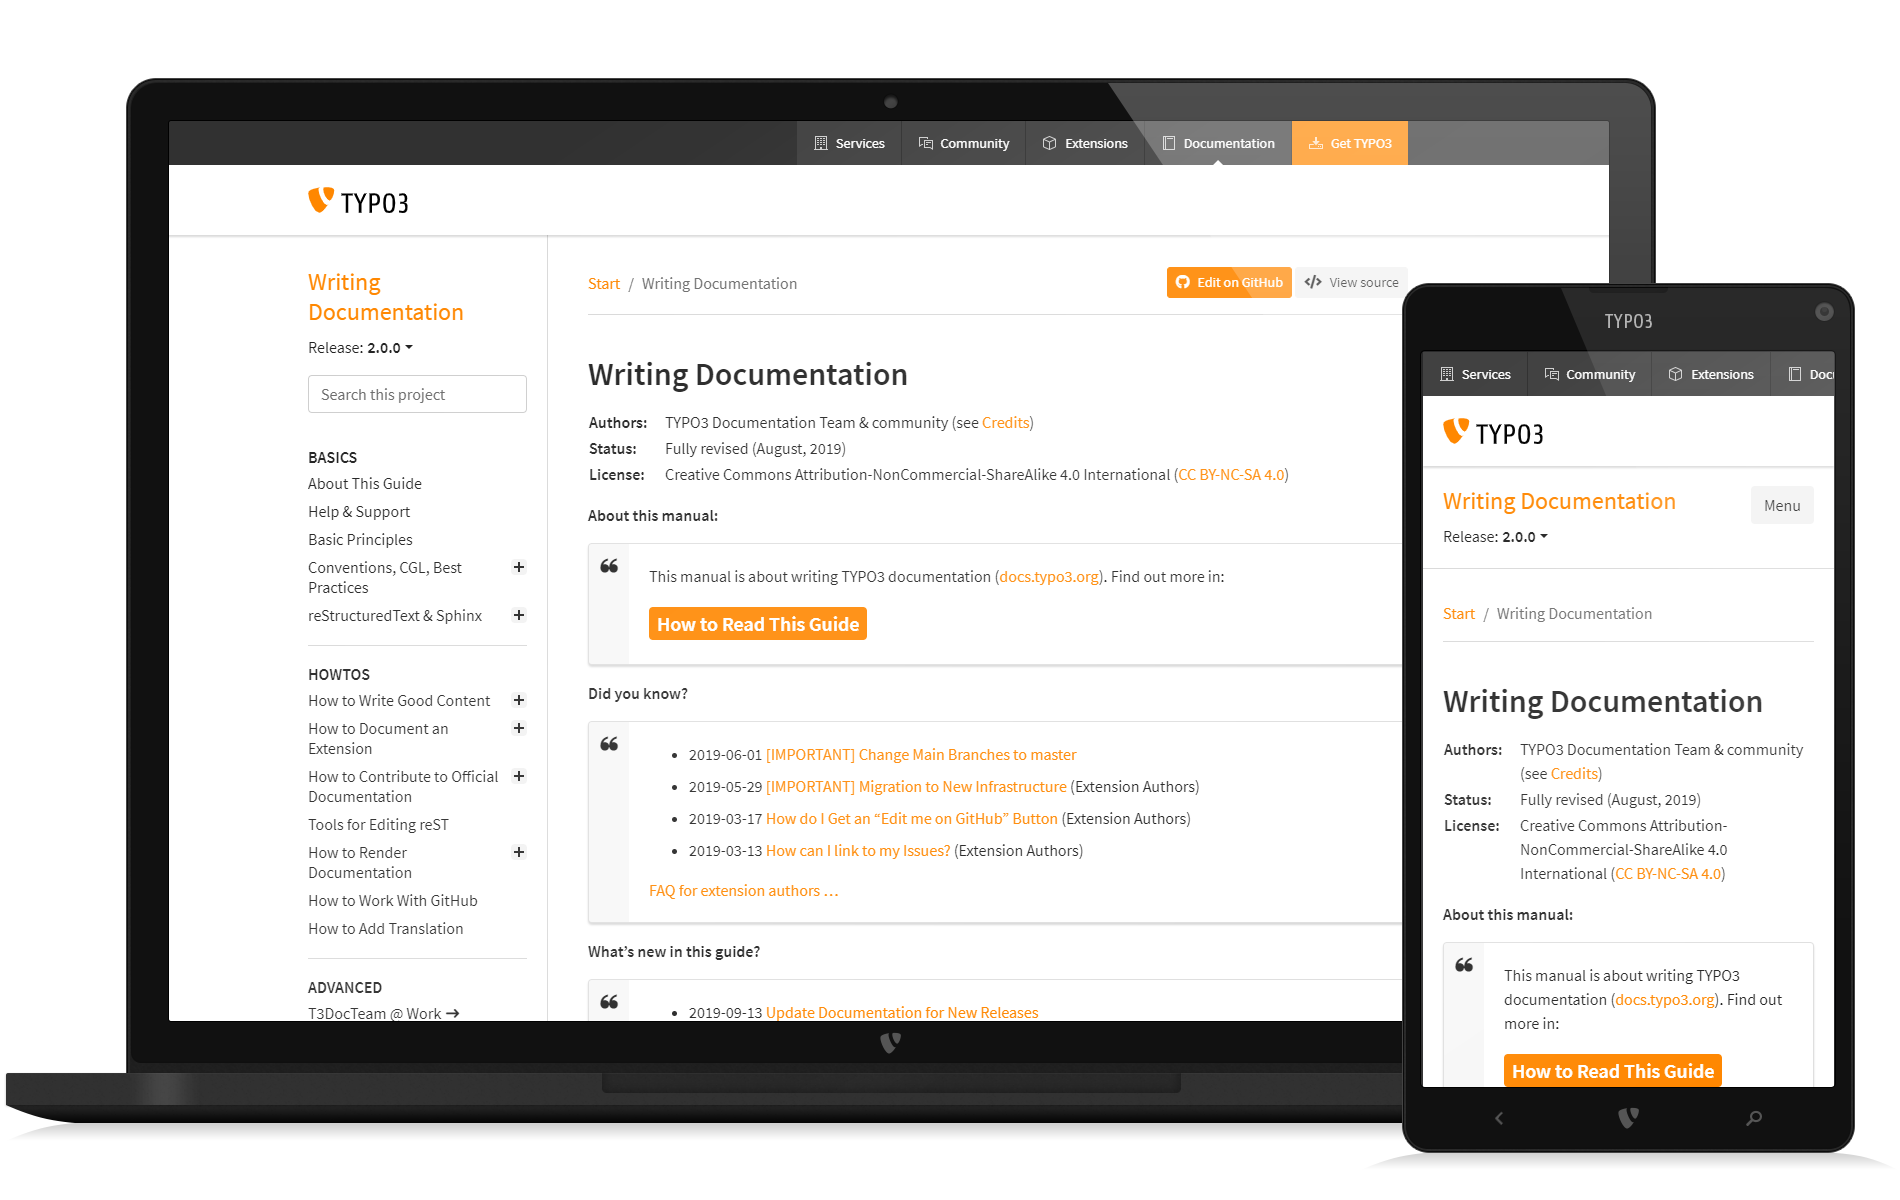 Services
Community
Extensions
Documentation
Get TYPO3
TYPO3
Writing
Documentation
Release: 2.0.0
Search this project
BASICS
About This Guide
Help & Support
Basic Principles
Conventions, CGL, Best
Practices
reStructuredText & Sphinx
HOWTOS
How to Write Good Content
How to Document an
Extension
How to Contribute to Official
Documentation
Tools for Editing reST
How to Render
Documentation
How to Work With GitHub
How to Add Translation
ADVANCED
T3DocTeam @ Work →
Start / Writing Documentation
Edit on GitHub
View source
Writing Documentation
Authors: TYPO3 Documentation Team & community (see Credits)
Status: Fully revised (August, 2019)
License: Creative Commons Attribution-NonCommercial-ShareAlike 4.0 International (CC BY-NC-SA 4.0)
About this manual:
This manual is about writing TYPO3 documentation (docs.typo3.org). Find out more in:
How to Read This Guide
Did you know?
• 2019-06-01 [IMPORTANT] Change Main Branches to master
• 2019-05-29 [IMPORTANT] Migration to New Infrastructure (Extension Authors)
• 2019-03-17 How do I Get an “Edit me on GitHub” Button (Extension Authors)
• 2019-03-13 How can I link to my Issues? (Extension Authors)
FAQ for extension authors …
What’s new in this guide?
• 2019-09-13 Update Documentation for New Releases
TYPO3
Services
Community
Extensions
Docu
TYPO3
Writing Documentation
Menu
Release: 2.0.0
Start / Writing Documentation
Writing Documentation
Authors: TYPO3 Documentation Team & community
(see Credits)
Status: Fully revised (August, 2019)
License: Creative Commons Attribution-
NonCommercial-ShareAlike 4.0
International (CC BY-NC-SA 4.0)
About this manual:
This manual is about writing TYPO3
documentation (docs.typo3.org). Find out
more in:
How to Read This Guide